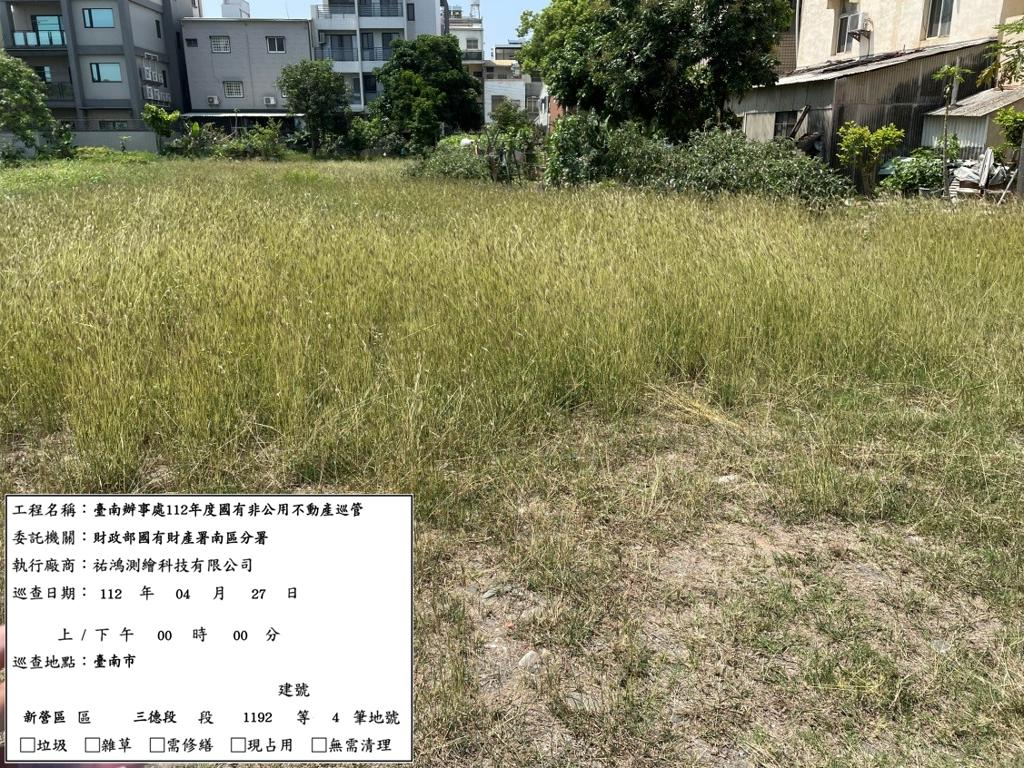 工程名稱：臺南辦事處112年度國有非公用不動產巡管
委託機關：財政部國有財產署南區分署
執行廠商：祐鴻測繪科技有限公司
巡查日期： 112 年 04 月 27 日
上 / 下 午 00 時 00 分
巡查地點：臺南市
建號
新營區 區 三德段 段 1192 等 4 筆地號
□垃圾 □雜草 □需修繕 □現占用 □無需清理